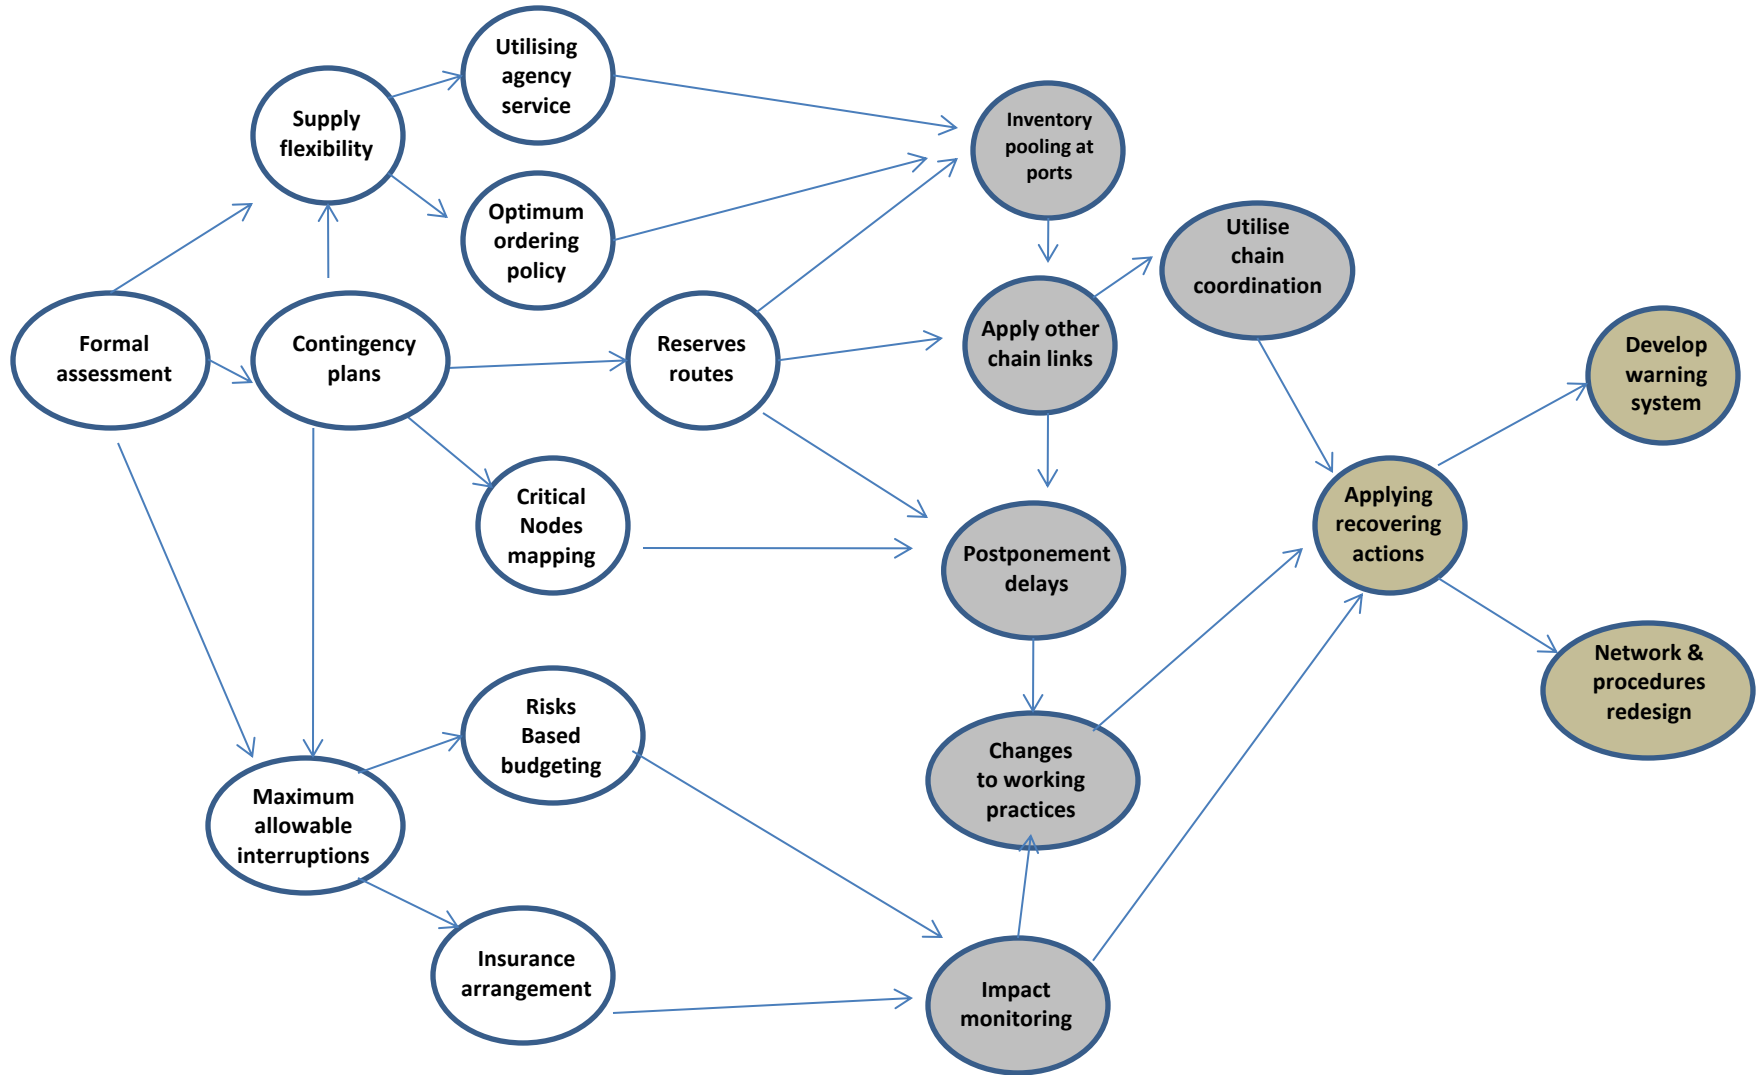 Utilising
agency
service
Supply
flexibility
Optimum
ordering
policy
Inventory
pooling at
ports
Utilise
chain
coordination
Formal
assessment
Contingency
plans
Reserves
routes
Apply other
chain links
Develop
warning
system
Critical
Nodes
mapping
Applying
recovering
actions
Postponement
delays
Network &
procedures
redesign
Risks
Based
budgeting
Changes
to working
practices
Maximum
allowable
interruptions
Insurance
arrangement
Impact
monitoring